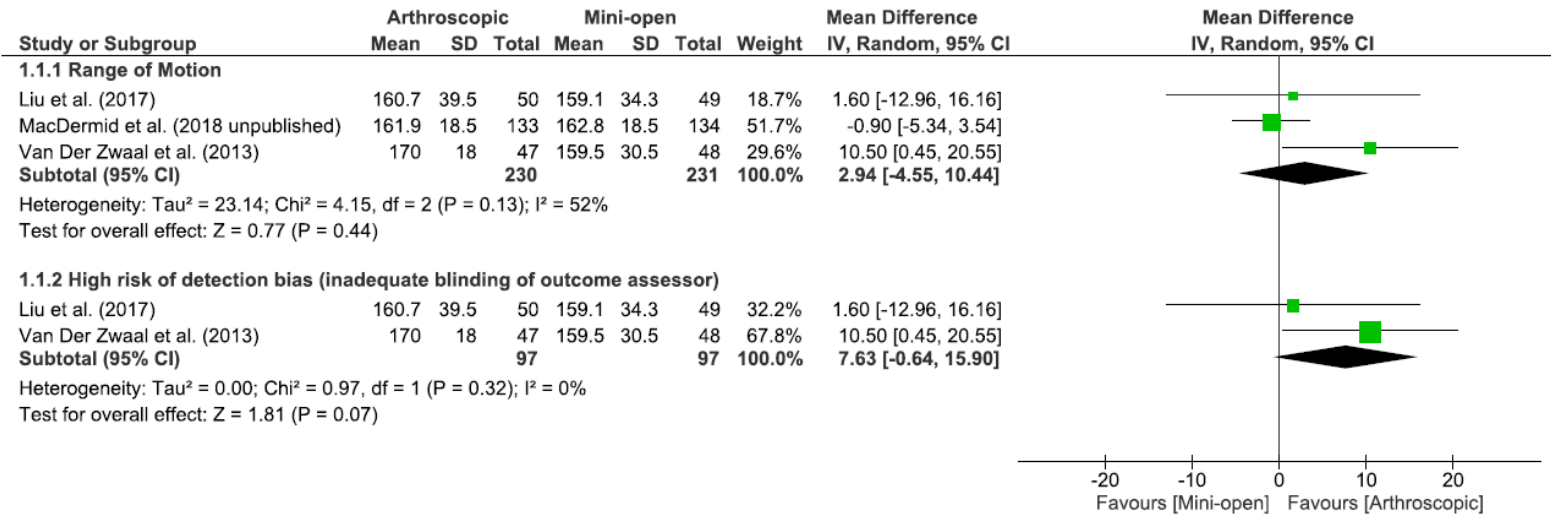 Arthroscopic Mini-open Mean Difference Mean Difference
Study or Subgroup Mean SD Total Mean SD Total Weight IV, Random, 95% CI IV, Random, 95% CI
1.1.1 Range of Motion
Liu et al. (2017) 160.7 39.5 50 159.1 34.3 49 18.7% 1.60 [-12.96, 16.16]
MacDermid et al. (2018 unpublished) 161.9 18.5 133 162.8 18.5 134 51.7% -0.90 [-5.34, 3.54]
Van Der Zwaal et al. (2013) 170 18 47 159.5 30.5 48 29.6% 10.50 [0.45, 20.55]
Subtotal (95% CI) 230 231 100.0% 2.94 [-4.55, 10.44]
Heterogeneity: Tau² = 23.14; Chi² = 4.15, df = 2 (P = 0.13); I² = 52%
Test for overall effect: Z = 0.77 (P = 0.44)
1.1.2 High risk of detection bias (inadequate blinding of outcome assessor)
Liu et al. (2017) 160.7 39.5 50 159.1 34.3 49 32.2% 1.60 [-12.96, 16.16]
Van Der Zwaal et al. (2013) 170 18 47 159.5 30.5 48 67.8% 10.50 [0.45, 20.55]
Subtotal (95% CI) 97 97 100.0% 7.63 [-0.64, 15.90]
Heterogeneity: Tau² = 0.00; Chi² = 0.97, df = 1 (P = 0.32); I² = 0%
Test for overall effect: Z = 1.81 (P = 0.07)
-20 -10 0 10 20
Favours [Mini-open] Favours [Arthroscopic]